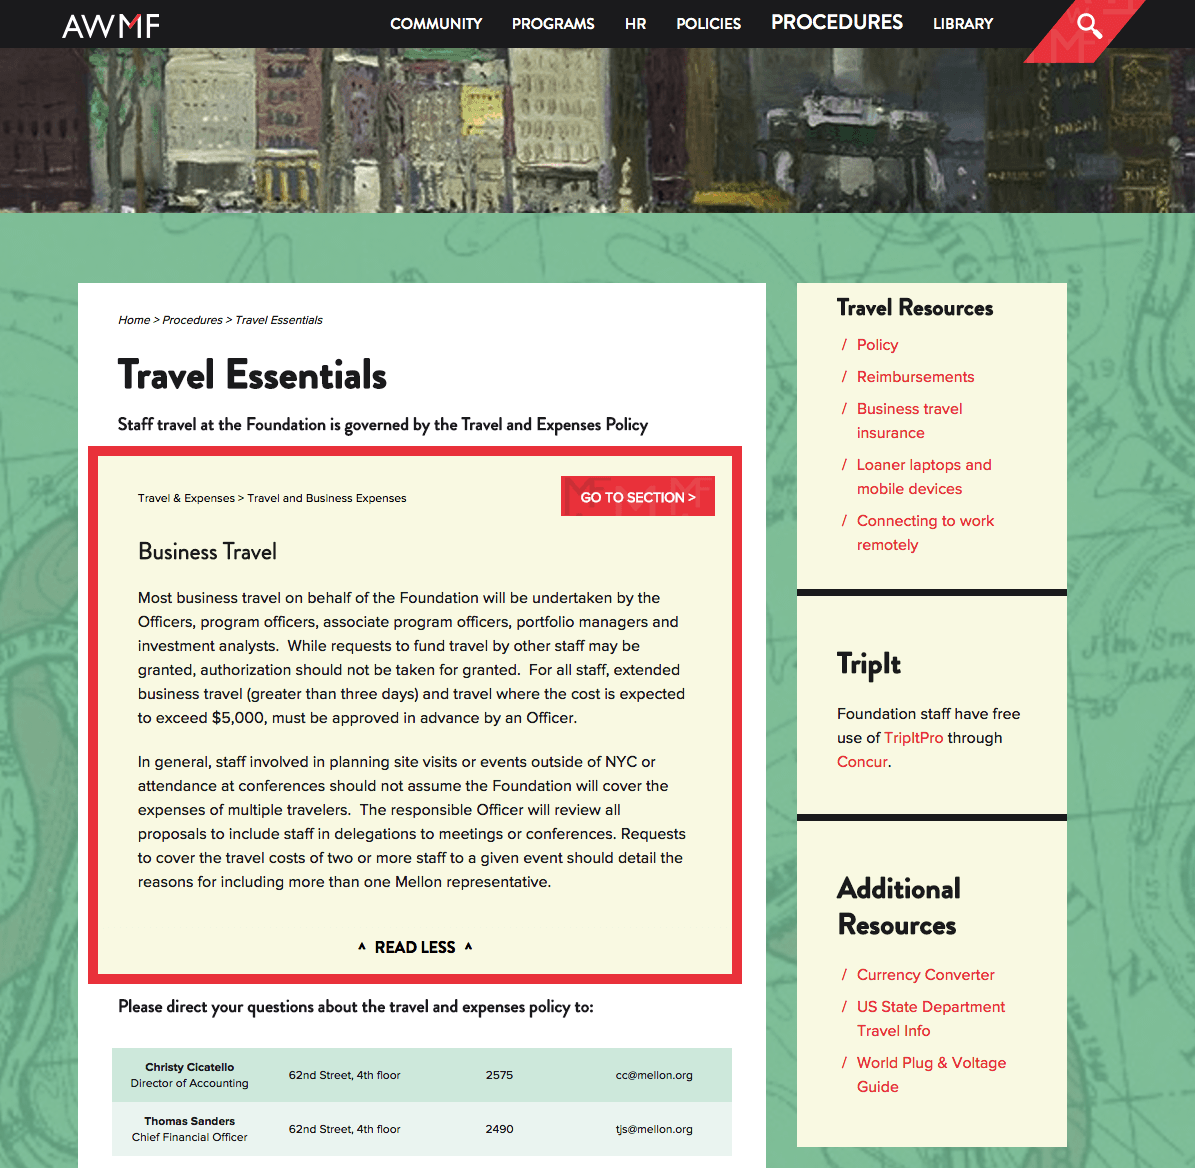 AWMF
COMMUNITY PROGRAMS HR POLICIES PROCEDURES LIBRARY
Home > Procedures > Travel Essentials
Travel Essentials
Staff travel at the Foundation is governed by the Travel and Expenses Policy
Travel & Expenses > Travel and Business Expenses
GO TO SECTION >
Business Travel
Most business travel on behalf of the Foundation will be undertaken by the
Officers, program officers, associate program officers, portfolio managers and
investment analysts. While requests to fund travel by other staff may be
granted, authorization should not be taken for granted. For all staff, extended
business travel (greater than three days) and travel where the cost is expected
to exceed $5,000, must be approved in advance by an Officer.
In general, staff involved in planning site visits or events outside of NYC or
attendance at conferences should not assume the Foundation will cover the
expenses of multiple travelers. The responsible Officer will review all
proposals to include staff in delegations to meetings or conferences. Requests
to cover the travel costs of two or more staff to a given event should detail the
reasons for including more than one Mellon representative.
^ READ LESS ^
Please direct your questions about the travel and expenses policy to:
Christy Cicatello
Director of Accounting
62nd Street, 4th floor 2575 cc@mellon.org
Thomas Sanders
Chief Financial Officer
62nd Street, 4th floor 2490 tjs@mellon.org
Travel Resources
/ Policy
/ Reimbursements
/ Business travel
insurance
/ Loaner laptops and
mobile devices
/ Connecting to work
remotely
TripIt
Foundation staff have free
use of TripItPro through
Concur.
Additional
Resources
/ Currency Converter
/ US State Department
Travel Info
/ World Plug & Voltage
Guide